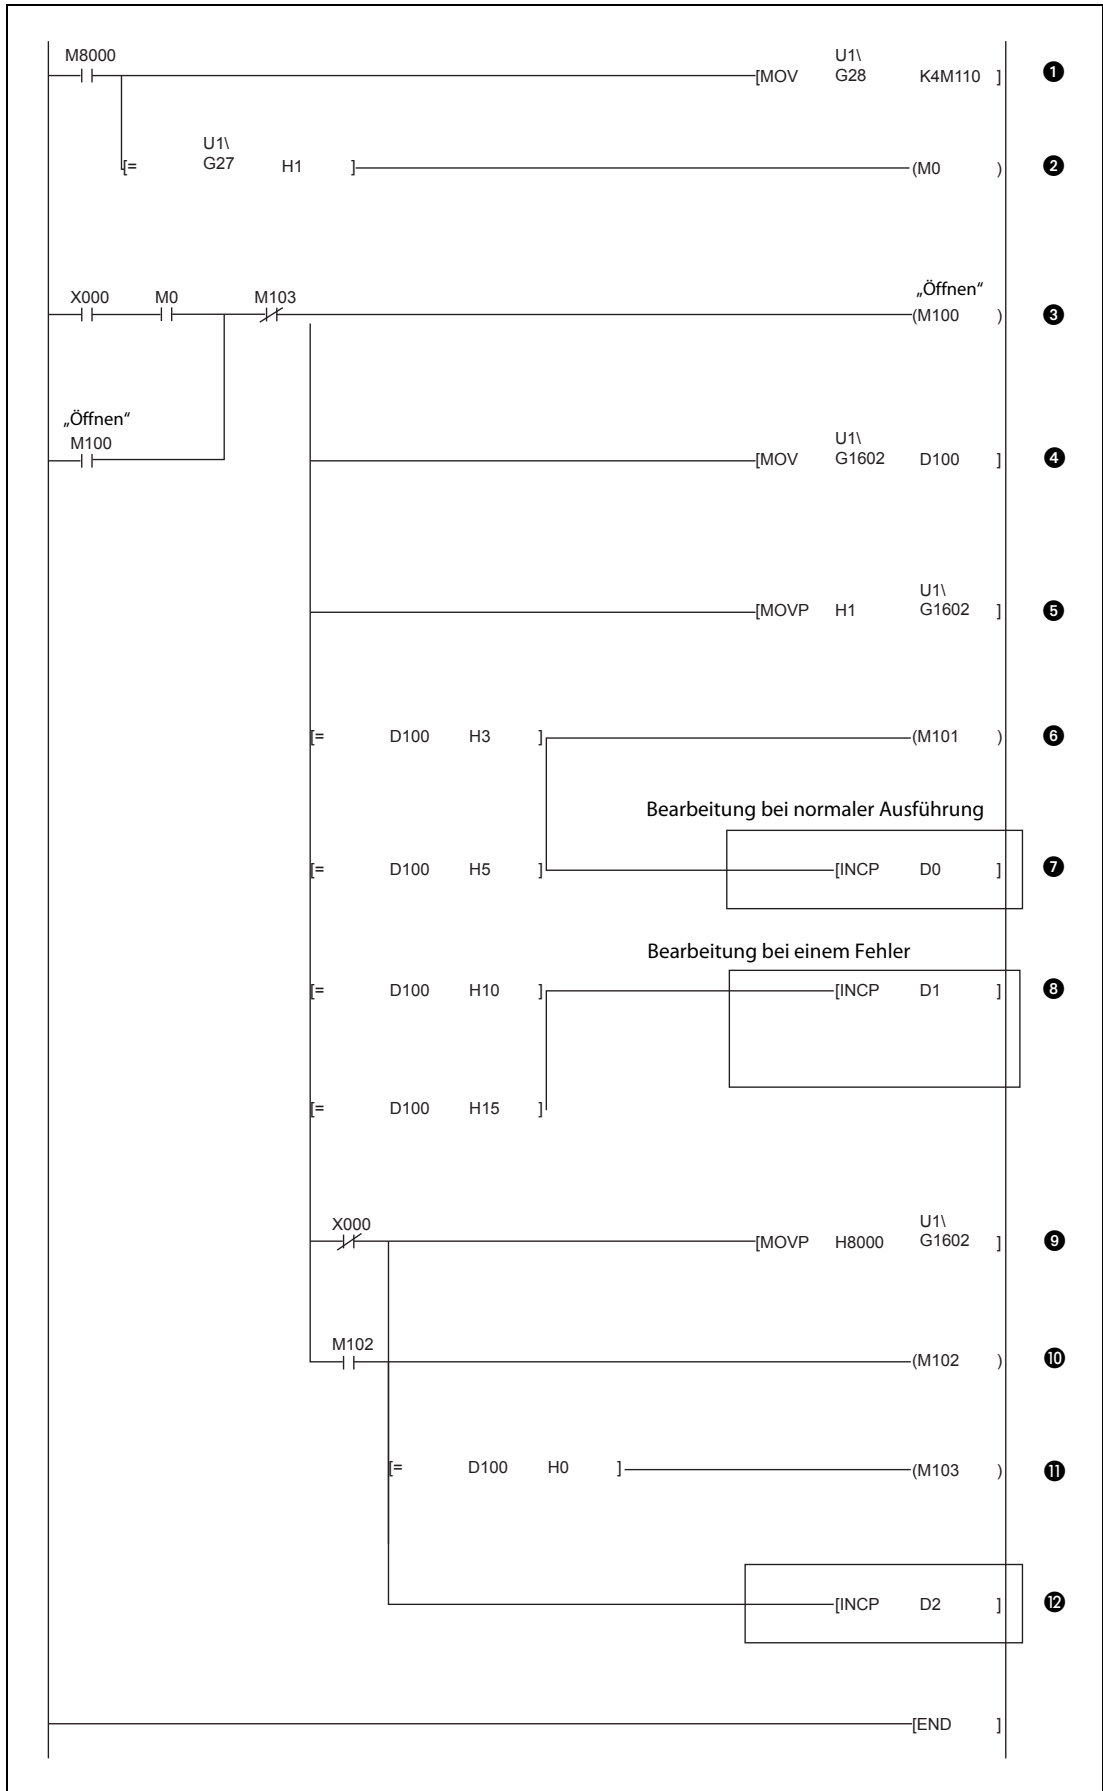 M8000
U1\
[MOV G28 K4M110 ] ❶
U1\
[= G27 H1 ] (M0 ) ❷
„Öffnen“
X000 M0 M103
(M100 ) ❸
„Öffnen“
M100
U1\
[MOV G1602 D100 ] ❹
U1\
[MOVP H1 G1602 ] ❺
[= D100 H3 ] (M101 ) ❻
Bearbeitung bei normaler Ausführung
[= D100 H5 ] [INCP D0 ] ❼
Bearbeitung bei einem Fehler
[= D100 H10 ] [INCP D1 ] ❽
[= D100 H15 ]
X000
U1\
[MOVP H8000 G1602 ] ❾
M102
(M102 ) ❿
[= D100 H0 ] (M103 ) ⓫
[INCP D2 ] ⓬
[END ]